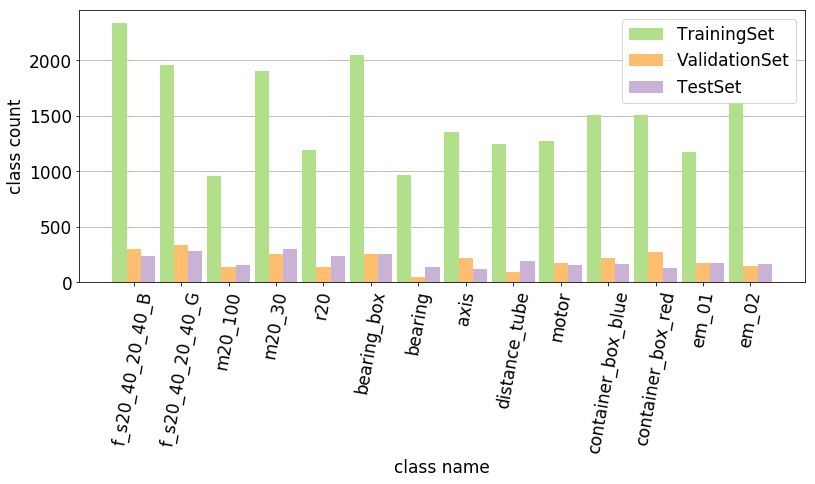 TrainingSet
ValidationSet
TestSet
class count
2000
1500
1000
500
0
f_s20_40_20_40_B
f_s20_40_20_40_G
m20_100
m20_30
r20
bearing_box
bearing
axis
distance_tube
motor
container_box_blue
container_box_red
em_01
em_02
class name